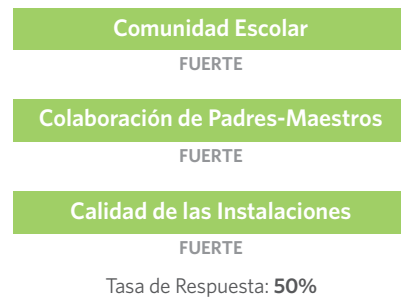 Comunidad Escolar
FUERTE
Colaboración de Padres-Maestros
FUERTE
Calidad de las Instalaciones
FUERTE
Tasa de Respuesta: 50%